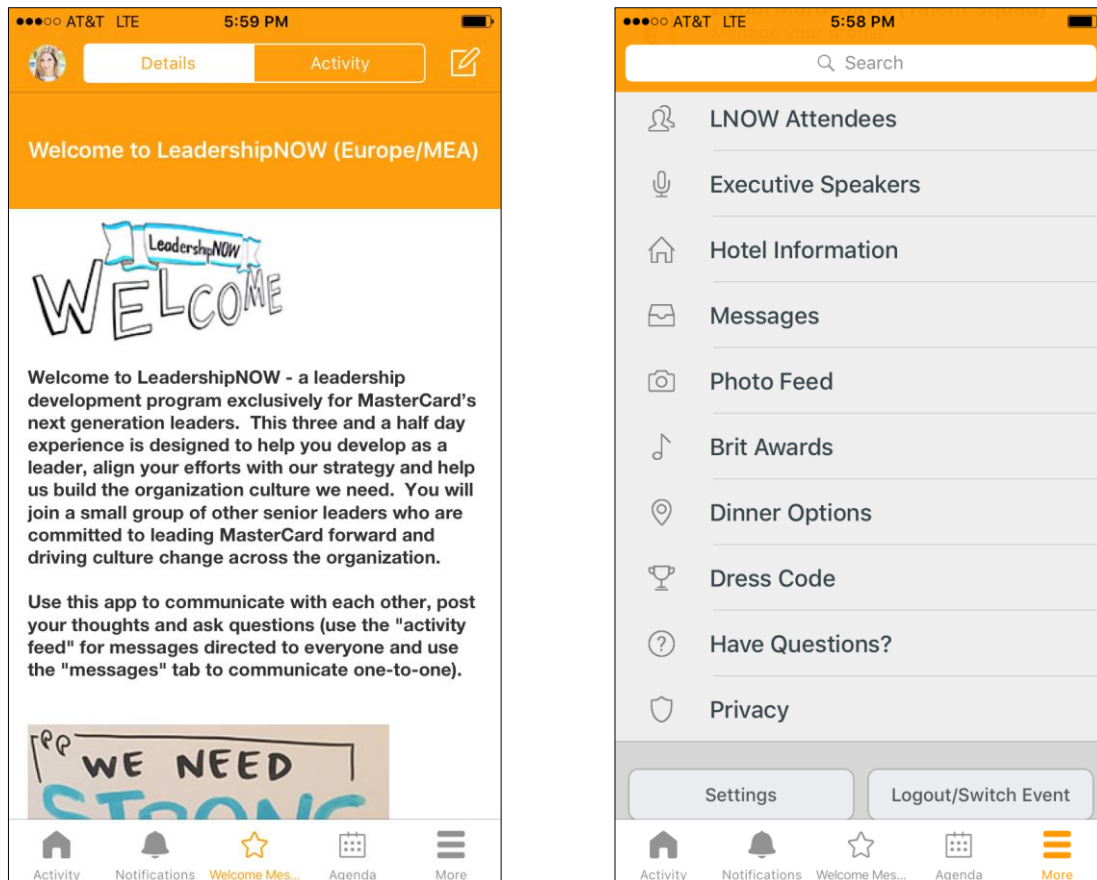 AT&T LTE 5:59 PM
Details Activity
Welcome to LeadershipNOW (Europe/MEA)
LeadershipNOW
WELCOME
Welcome to LeadershipNOW - a leadership
development program exclusively for MasterCard's
next generation leaders. This three and a half day
experience is designed to help you develop as a
leader, align your efforts with our strategy and help
us build the organization culture we need. You will
join a small group of other senior leaders who are
committed to leading MasterCard forward and
driving culture change across the organization.
Use this app to communicate with each other, post
your thoughts and ask questions (use the "activity
feed" for messages directed to everyone and use
the "messages" tab to communicate one-to-one).
WE NEED
STRONG
Activity Notifications Welcome Mes... Agenda More
AT&T LTE 5:58 PM
Manage your profile
Search
LNOW Attendees
Executive Speakers
Hotel Information
Messages
Photo Feed
Brit Awards
Dinner Options
Dress Code
Have Questions?
Privacy
Settings Logout/Switch Event
Activity Notifications Welcome Mes... Agenda More